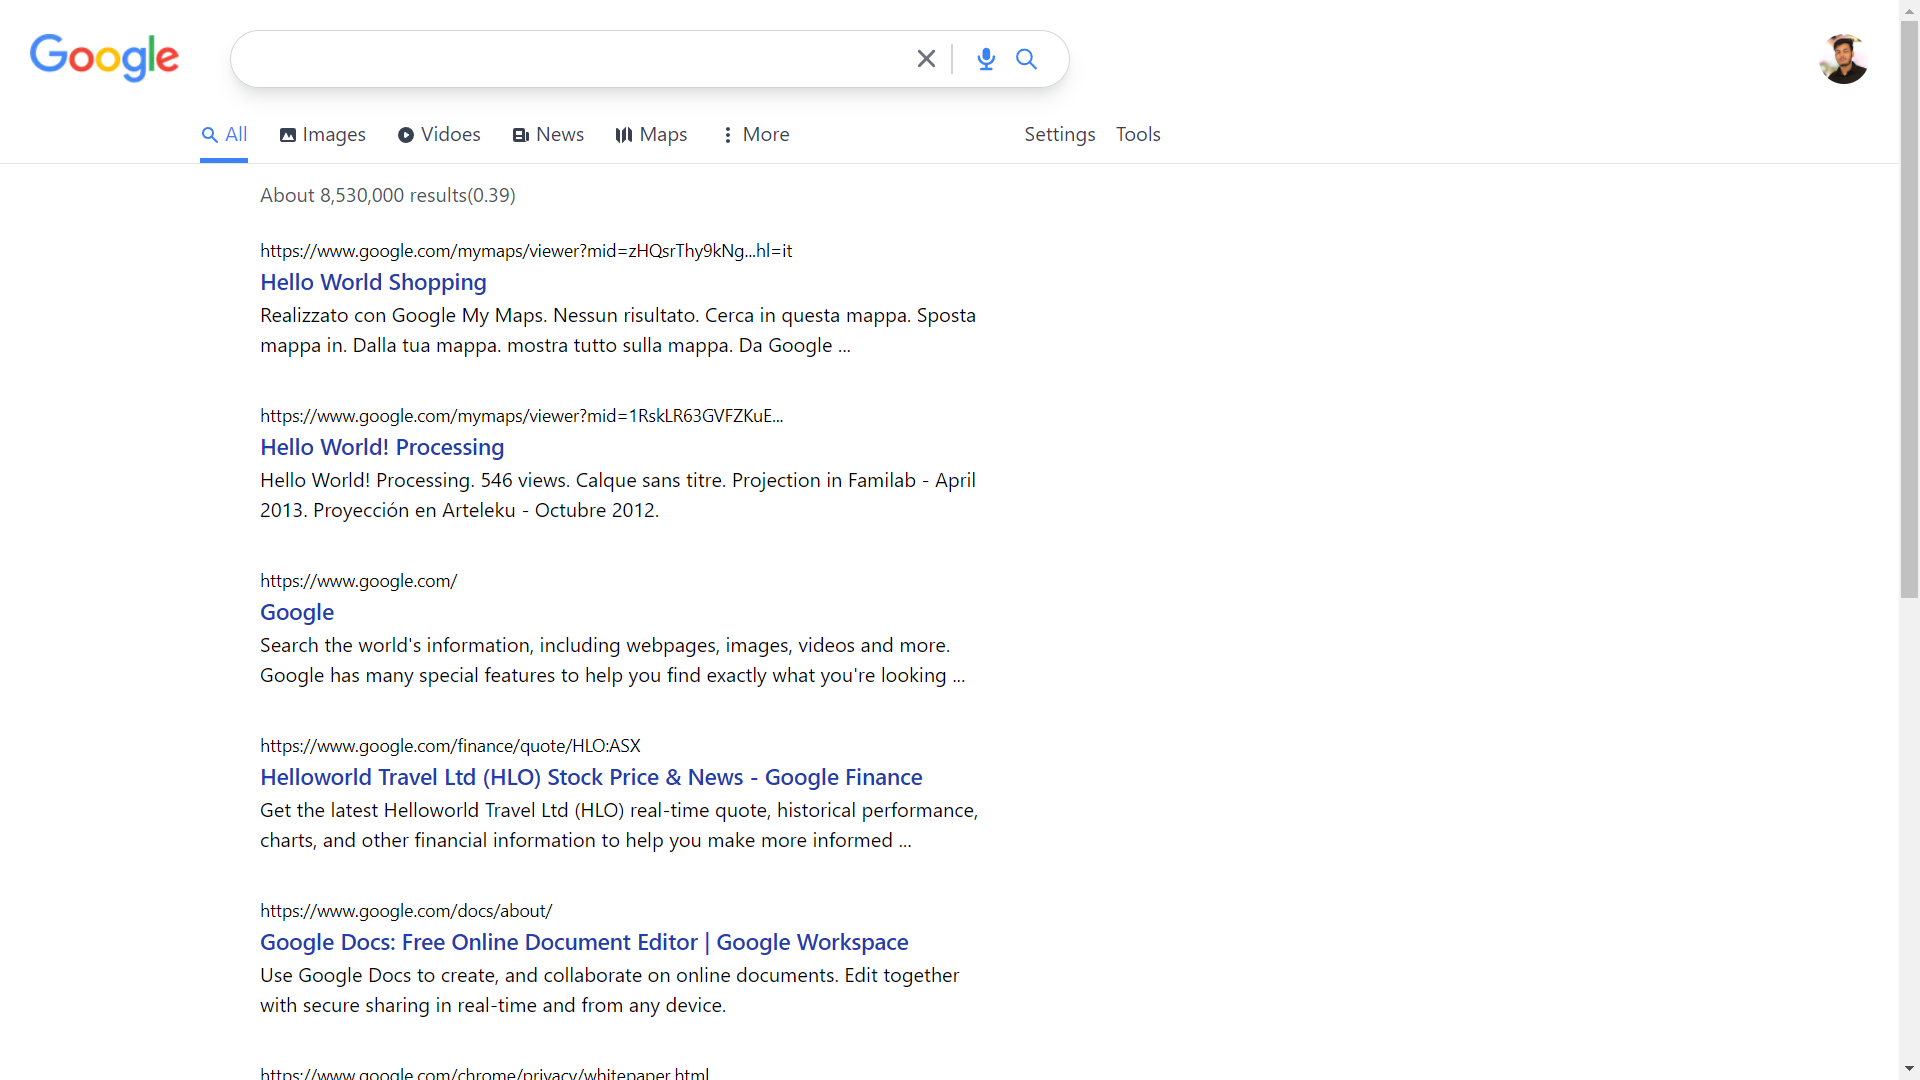 Google
All Images Vidoes News Maps More Settings Tools
About 8,530,000 results(0.39)
https://www.google.com/mymaps/viewer?mid=zHQsrThy9kNg...hl=it
Hello World Shopping
Realizzato con Google My Maps. Nessun risultato. Cerca in questa mappa. Sposta
mappa in. Dalla tua mappa. mostra tutto sulla mappa. Da Google ...
https://www.google.com/mymaps/viewer?mid=1RskLR63GVFZKuE...
Hello World! Processing
Hello World! Processing. 546 views. Calque sans titre. Projection in Familab - April
2013. Proyección en Arteleku - Octubre 2012.
https://www.google.com/
Google
Search the world's information, including webpages, images, videos and more.
Google has many special features to help you find exactly what you're looking ...
https://www.google.com/finance/quote/HLO:ASX
Helloworld Travel Ltd (HLO) Stock Price & News - Google Finance
Get the latest Helloworld Travel Ltd (HLO) real-time quote, historical performance,
charts, and other financial information to help you make more informed ...
https://www.google.com/docs/about/
Google Docs: Free Online Document Editor | Google Workspace
Use Google Docs to create, and collaborate on online documents. Edit together
with secure sharing in real-time and from any device.
https://www.google.com/chrome/privacy/whitepaper.html